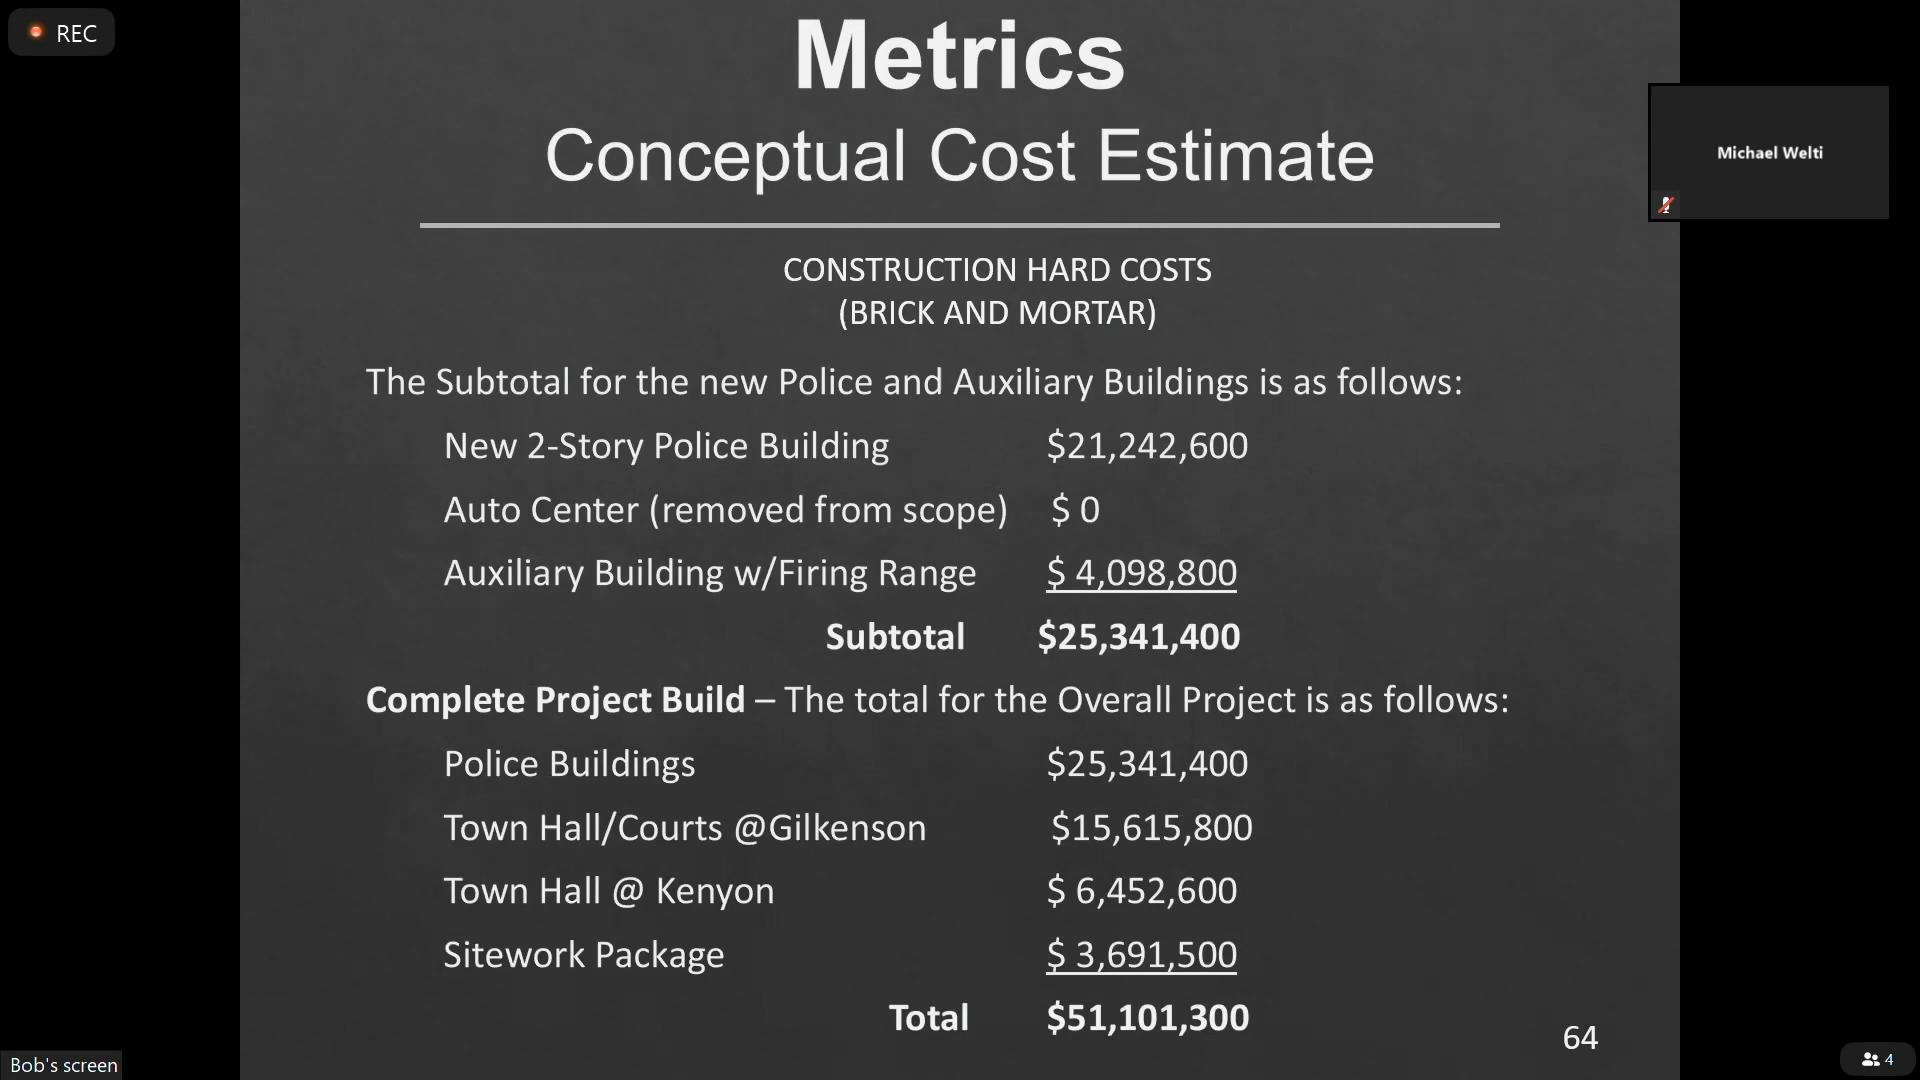 REC
Metrics
Conceptual Cost Estimate
Michael Welti
CONSTRUCTION HARD COSTS
(BRICK AND MORTAR)
The Subtotal for the new Police and Auxiliary Buildings is as follows:
New 2-Story Police Building $21,242,600
Auto Center (removed from scope) $ 0
Auxiliary Building w/Firing Range $ 4,098,800
Subtotal $25,341,400
Complete Project Build – The total for the Overall Project is as follows:
Police Buildings $25,341,400
Town Hall/Courts @Gilkenson $15,615,800
Town Hall @ Kenyon $ 6,452,600
Sitework Package $ 3,691,500
Total $51,101,300
64
Bob's screen
4